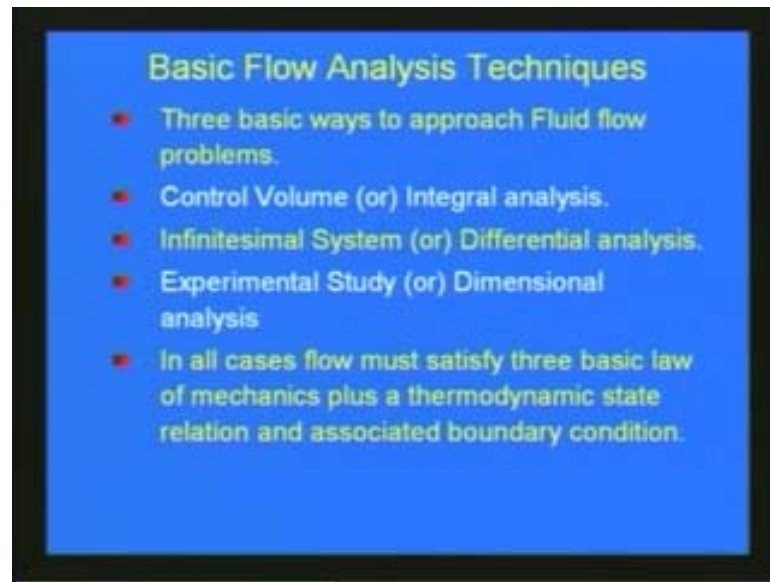 Basic Flow Analysis Techniques
Three basic ways to approach Fluid flow
problems.
Control Volume (or) Integral analysis.
Infinitesimal System (or) Differential analysis.
Experimental Study (or) Dimensional
analysis
In all cases flow must satisfy three basic law
of mechanics plus a thermodynamic state
relation and associated boundary condition.